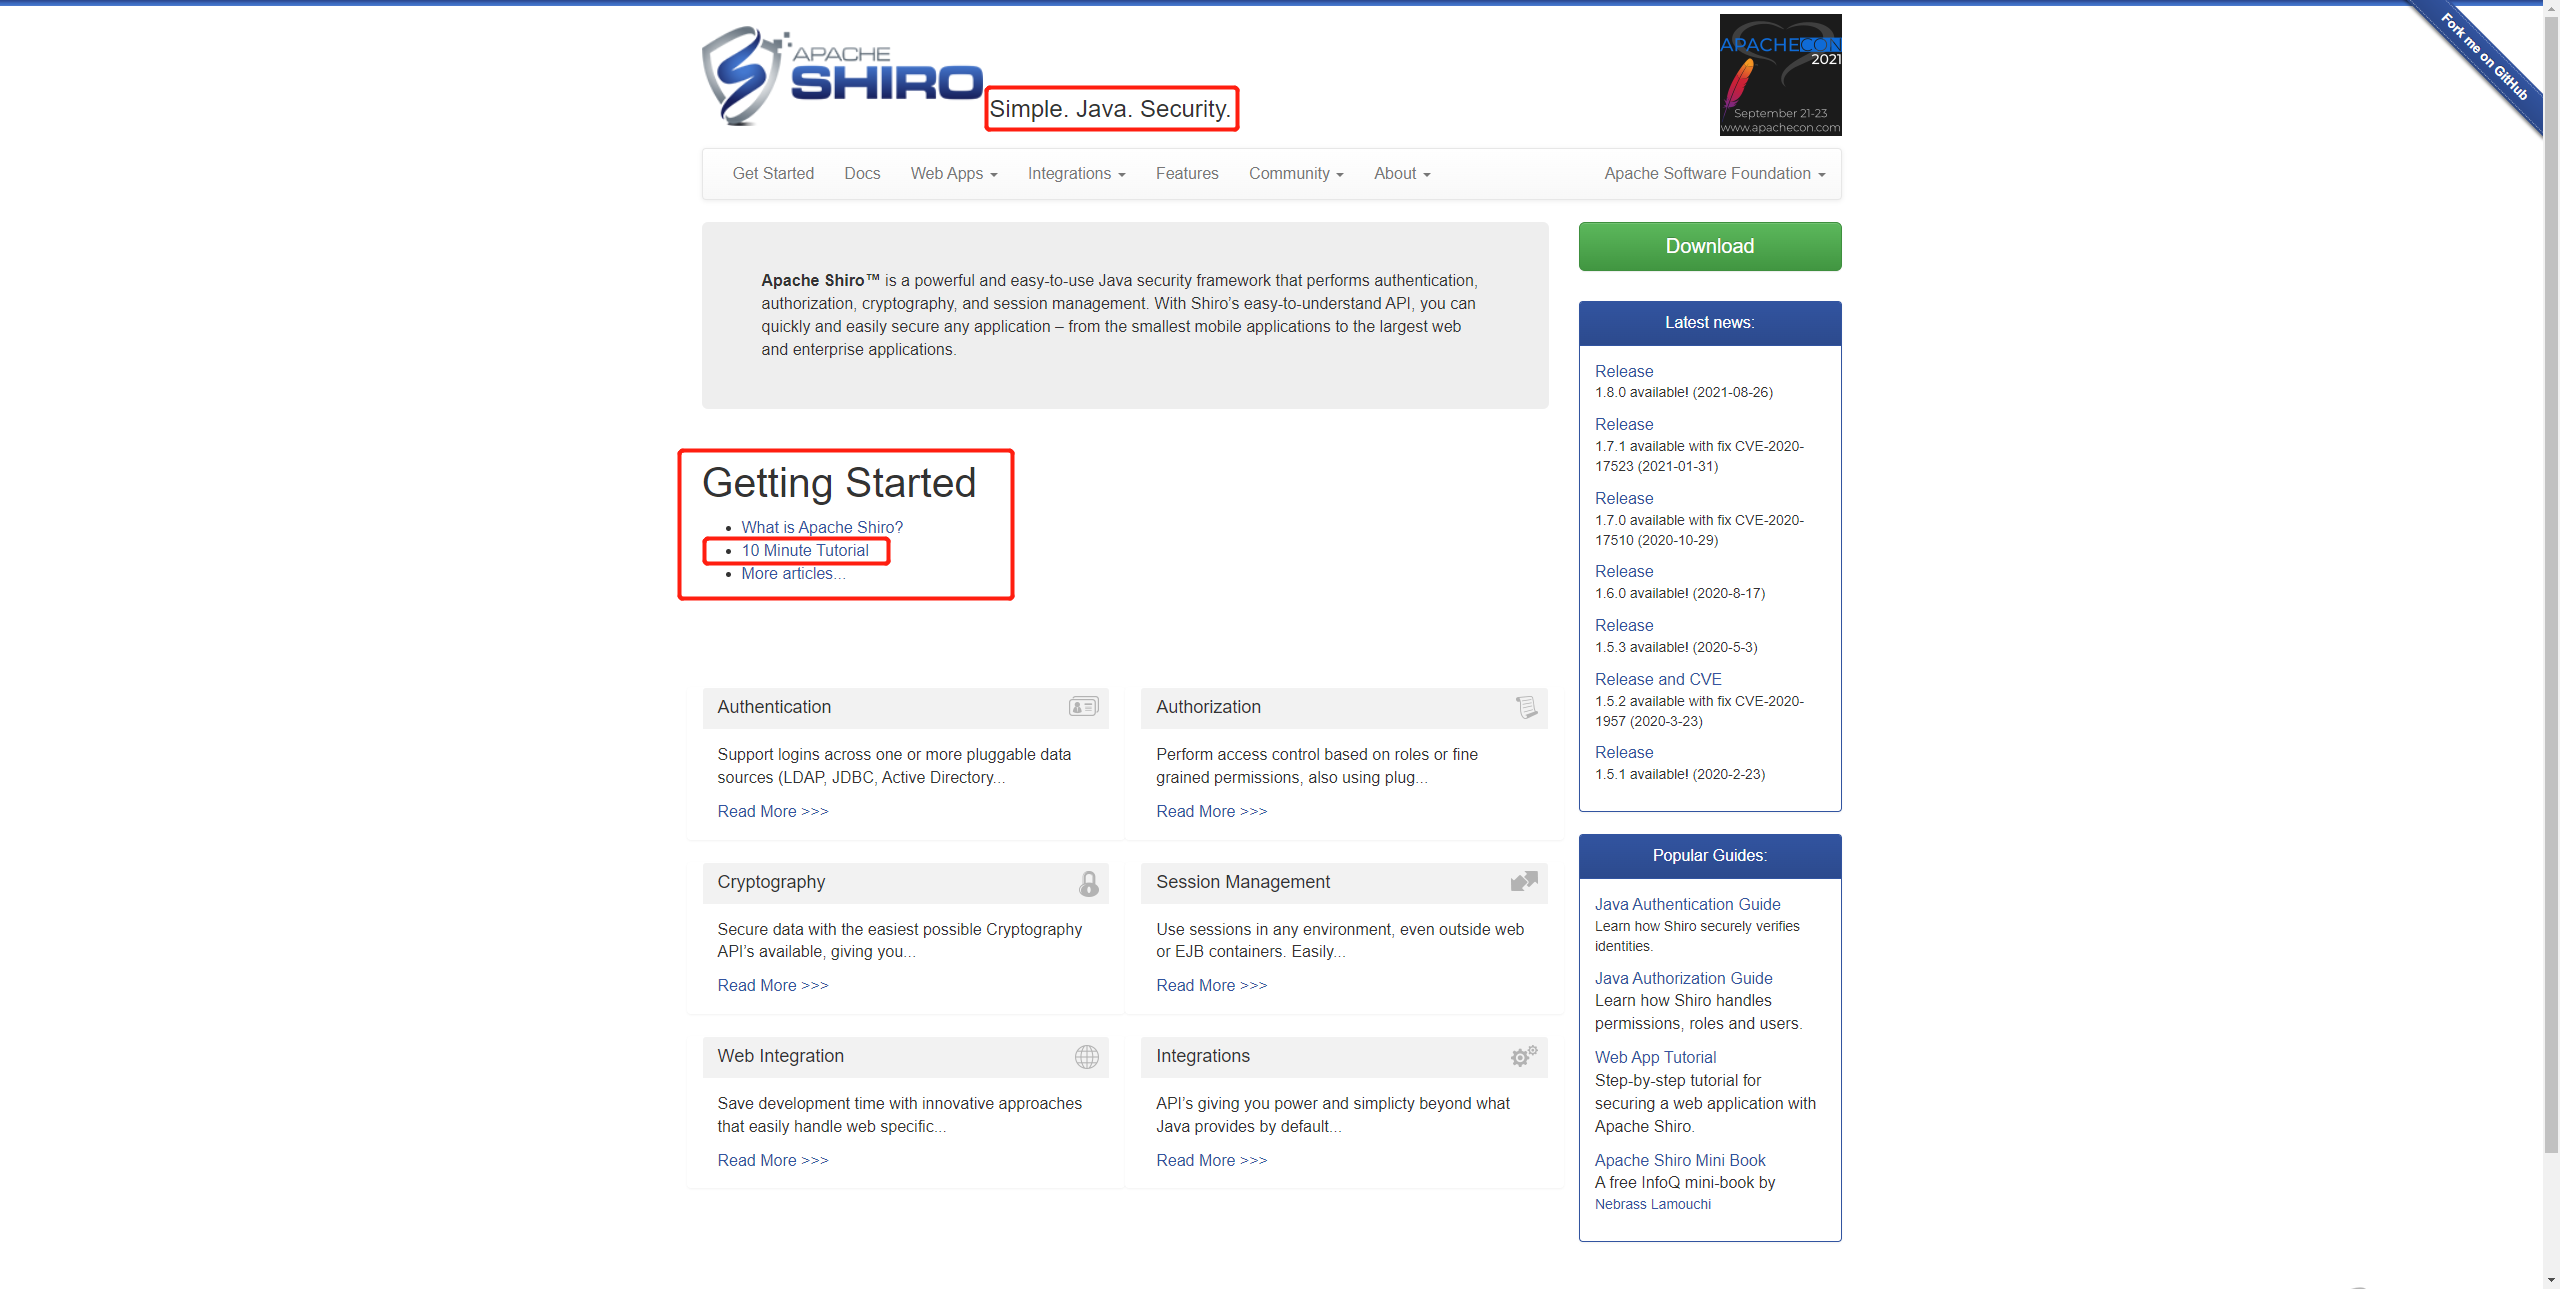 APACHE
SHIRO
Simple. Java. Security.
APACHECON
2021
September 21-23
www.apachecon.com
Fork me on GitHub
Get Started
Docs
Web Apps
Integrations
Features
Community
About
Apache Software Foundation
Apache Shiro™ is a powerful and easy-to-use Java security framework that performs authentication,
authorization, cryptography, and session management. With Shiro’s easy-to-understand API, you can
quickly and easily secure any application – from the smallest mobile applications to the largest web
and enterprise applications.
Getting Started
What is Apache Shiro?
10 Minute Tutorial
More articles...
Authentication
Support logins across one or more pluggable data
sources (LDAP, JDBC, Active Directory...
Read More >>>
Authorization
Perform access control based on roles or fine
grained permissions, also using plug...
Read More >>>
Cryptography
Secure data with the easiest possible Cryptography
API’s available, giving you...
Read More >>>
Session Management
Use sessions in any environment, even outside web
or EJB containers. Easily...
Read More >>>
Web Integration
Save development time with innovative approaches
that easily handle web specific...
Read More >>>
Integrations
API’s giving you power and simplicty beyond what
Java provides by default...
Read More >>>
Download
Latest news:
Release
1.8.0 available! (2021-08-26)
Release
1.7.1 available with fix CVE-2020-
17523 (2021-01-31)
Release
1.7.0 available with fix CVE-2020-
17510 (2020-10-29)
Release
1.6.0 available! (2020-8-17)
Release
1.5.3 available! (2020-5-3)
Release and CVE
1.5.2 available with fix CVE-2020-
1957 (2020-3-23)
Release
1.5.1 available! (2020-2-23)
Popular Guides:
Java Authentication Guide
Learn how Shiro securely verifies
identities.
Java Authorization Guide
Learn how Shiro handles
permissions, roles and users.
Web App Tutorial
Step-by-step tutorial for
securing a web application with
Apache Shiro.
Apache Shiro Mini Book
A free InfoQ mini-book by
Nebrass Lamouchi